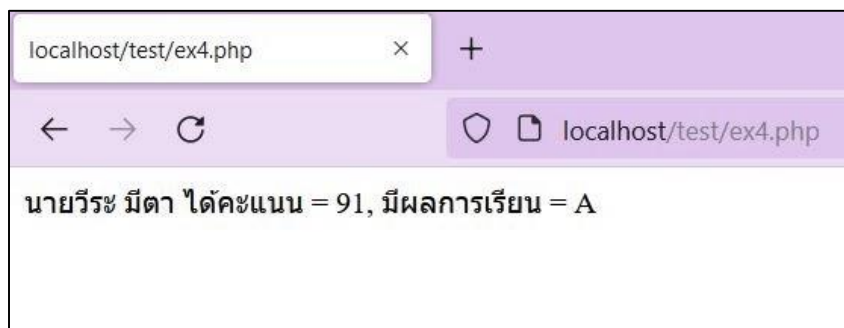 localhost/test/ex4.php
localhost/test/ex4.php
นายวีระ มีตา ได้คะแนน = 91, มีผลการเรียน = A